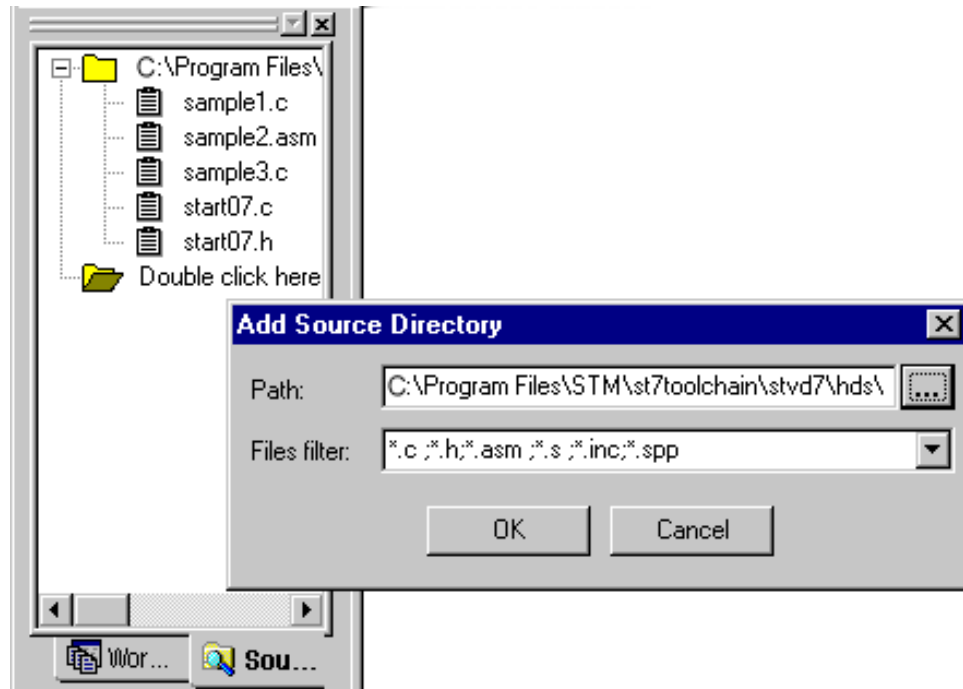 C:\Program Files\
sample1.c
sample2.asm
sample3.c
start07.c
start07.h
Double click here
Add Source Directory
Path: C:\Program Files\STM\st7toolchain\stvd7\hds\ ...
Files filter: *.c ;*.h;*.asm ;*.s ;*.inc;*.spp
OK Cancel
Wor... Sou...